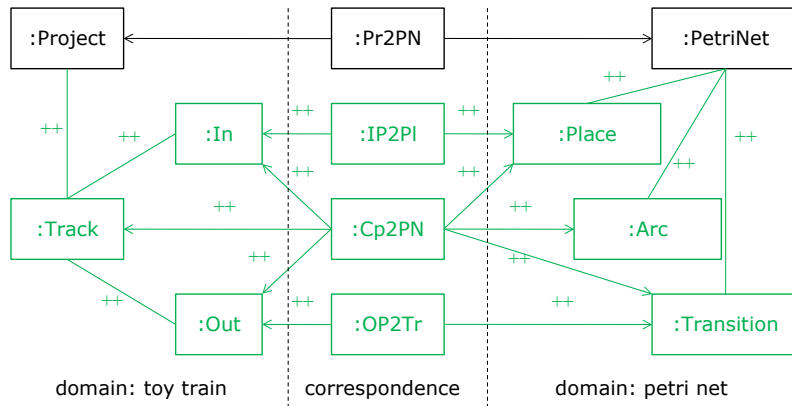 :Project
:Pr2PN
:PetriNet
++
++
++
++
++
++
:In
:IP2Pl
:Place
++
++
++
++
++
:Track
:Cp2PN
:Arc
++
++
++
++
:Out
:OP2Tr
:Transition
domain: toy train
correspondence
domain: petri net